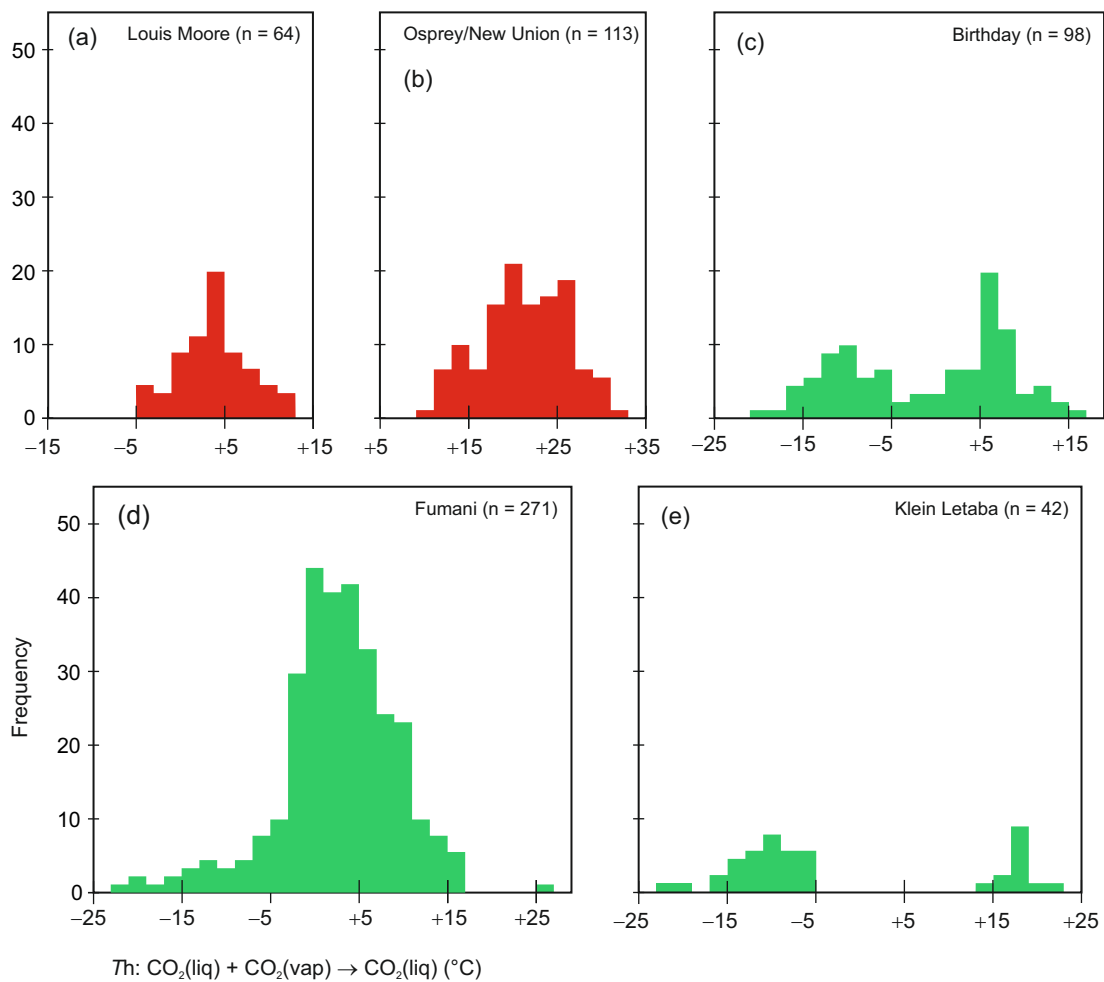 (a) Louis Moore (n = 64)
Osprey/New Union (n = 113)
(b)
(c) Birthday (n = 98)
50
40
30
20
10
0
−15 −5 +5 +15
+5 +15 +25 +35
−25 −15 −5 +5 +15
(d) Fumani (n = 271)
(e) Klein Letaba (n = 42)
50
40
30
20
10
0
Frequency
−25 −15 −5 +5 +15 +25
−25 −15 −5 +5 +15 +25
Th: CO₂(liq) + CO₂(vap) → CO₂(liq) (°C)